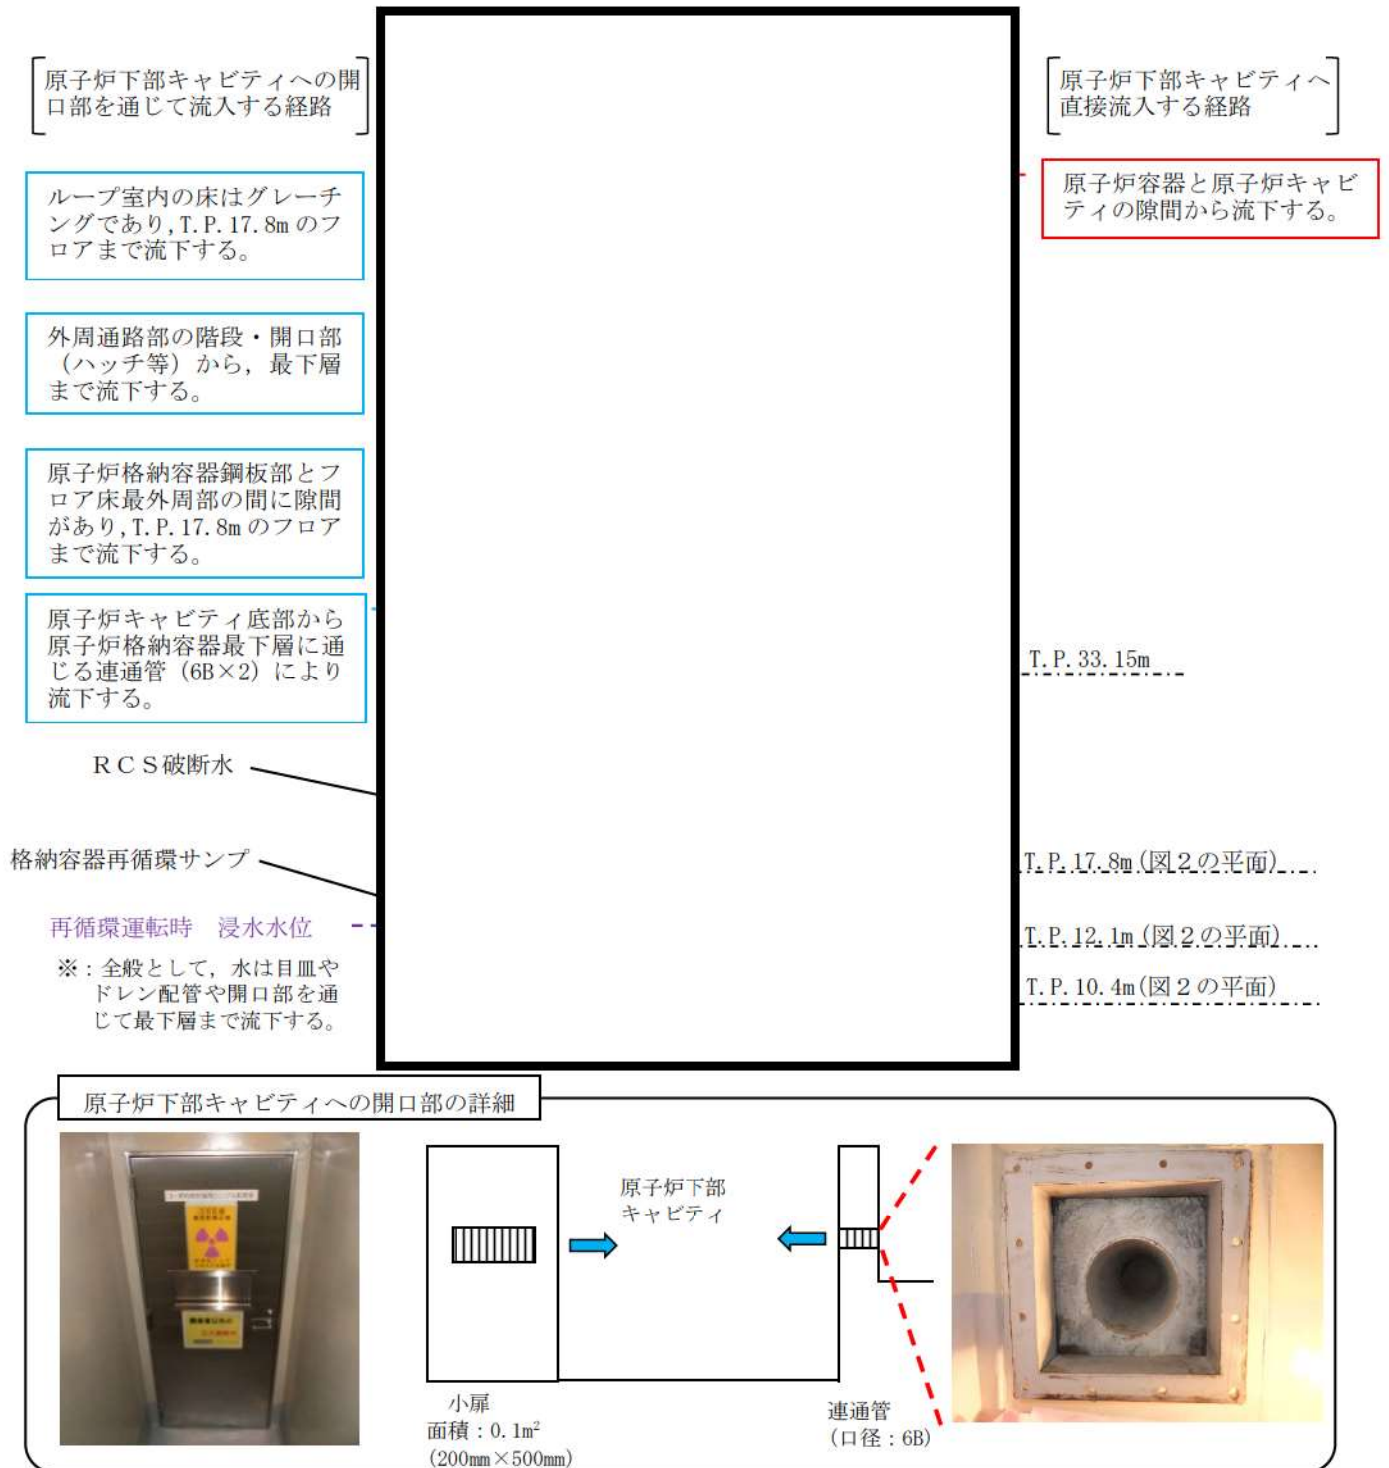 原子炉下部キャビティへの開
口部を通じて流入する経路
ループ室内の床はグレーチ
ングであり,T.P.17.8mのフ
ロアまで流下する。
外周通路部の階段・開口部
（ハッチ等）から，最下層
まで流下する。
原子炉格納容器鋼板部とフ
ロア床最外周部の間に隙間
があり,T.P.17.8mのフロア
まで流下する。
原子炉キャビティ底部から
原子炉格納容器最下層に通
じる連通管（6B×2）により
流下する。
ＲＣＳ破断水
格納容器再循環サンプ
再循環運転時　浸水水位
※：全般として，水は目皿や
ドレン配管や開口部を通
じて最下層まで流下する。
原子炉下部キャビティへ
直接流入する経路
原子炉容器と原子炉キャビ
ティの隙間から流下する。
T.P.33.15m
T.P.17.8m(図２の平面)
T.P.12.1m(図２の平面)
T.P.10.4m(図２の平面)
原子炉下部キャビティへの開口部の詳細
原子炉下部
キャビティ
小扉
面積：0.1m²
(200mm×500mm)
連通管
(口径：6B)